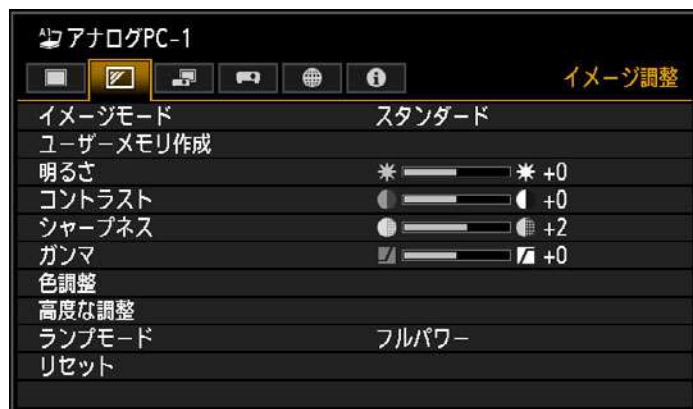 A1 アナログPC-1
イメージ調整
イメージモード スタンダード
ユーザーメモリ作成
明るさ +0
コントラスト +0
シャープネス +2
ガンマ +0
色調整
高度な調整
ランプモード フルパワー
リセット